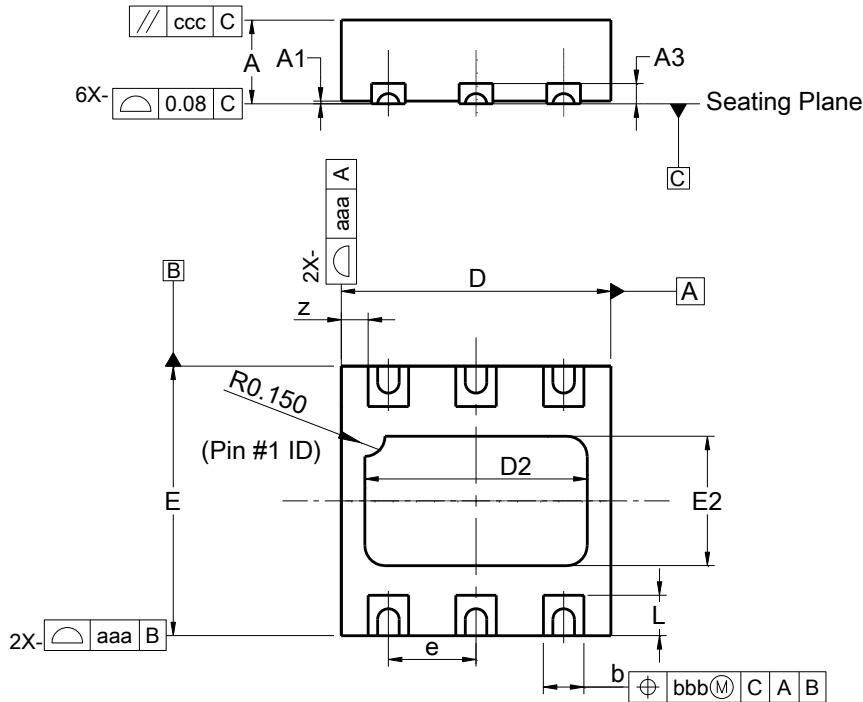 // ccc C
A
A1
A3
6X- ⌓ 0.08 C
Seating Plane
C
2X- ⌓ aaa A
D
A
B
z
R0.150
(Pin #1 ID)
D2
E
E2
L
2X- ⌓ aaa B
e
b
⌖ bbbⓂ C A B